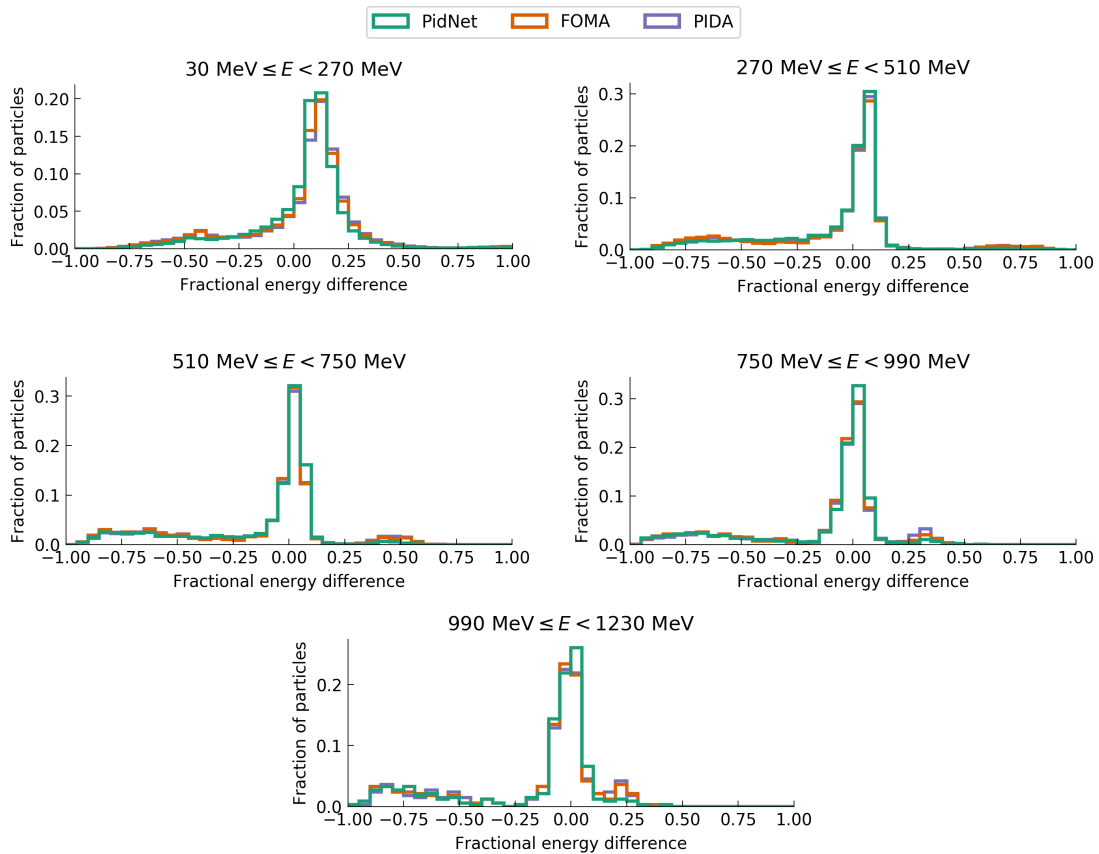 PidNet FOMA PIDA
30 MeV ≤ E < 270 MeV
Fraction of particles
0.20
0.15
0.10
0.05
0.00
−1.00 −0.75 −0.50 −0.25 0.00 0.25 0.50 0.75 1.00
Fractional energy difference
270 MeV ≤ E < 510 MeV
Fraction of particles
0.3
0.2
0.1
0.0
−1.00 −0.75 −0.50 −0.25 0.00 0.25 0.50 0.75 1.00
Fractional energy difference
510 MeV ≤ E < 750 MeV
Fraction of particles
0.3
0.2
0.1
0.0
−1.00 −0.75 −0.50 −0.25 0.00 0.25 0.50 0.75 1.00
Fractional energy difference
750 MeV ≤ E < 990 MeV
Fraction of particles
0.3
0.2
0.1
0.0
−1.00 −0.75 −0.50 −0.25 0.00 0.25 0.50 0.75 1.00
Fractional energy difference
990 MeV ≤ E < 1230 MeV
Fraction of particles
0.2
0.1
0.0
−1.00 −0.75 −0.50 −0.25 0.00 0.25 0.50 0.75 1.00
Fractional energy difference